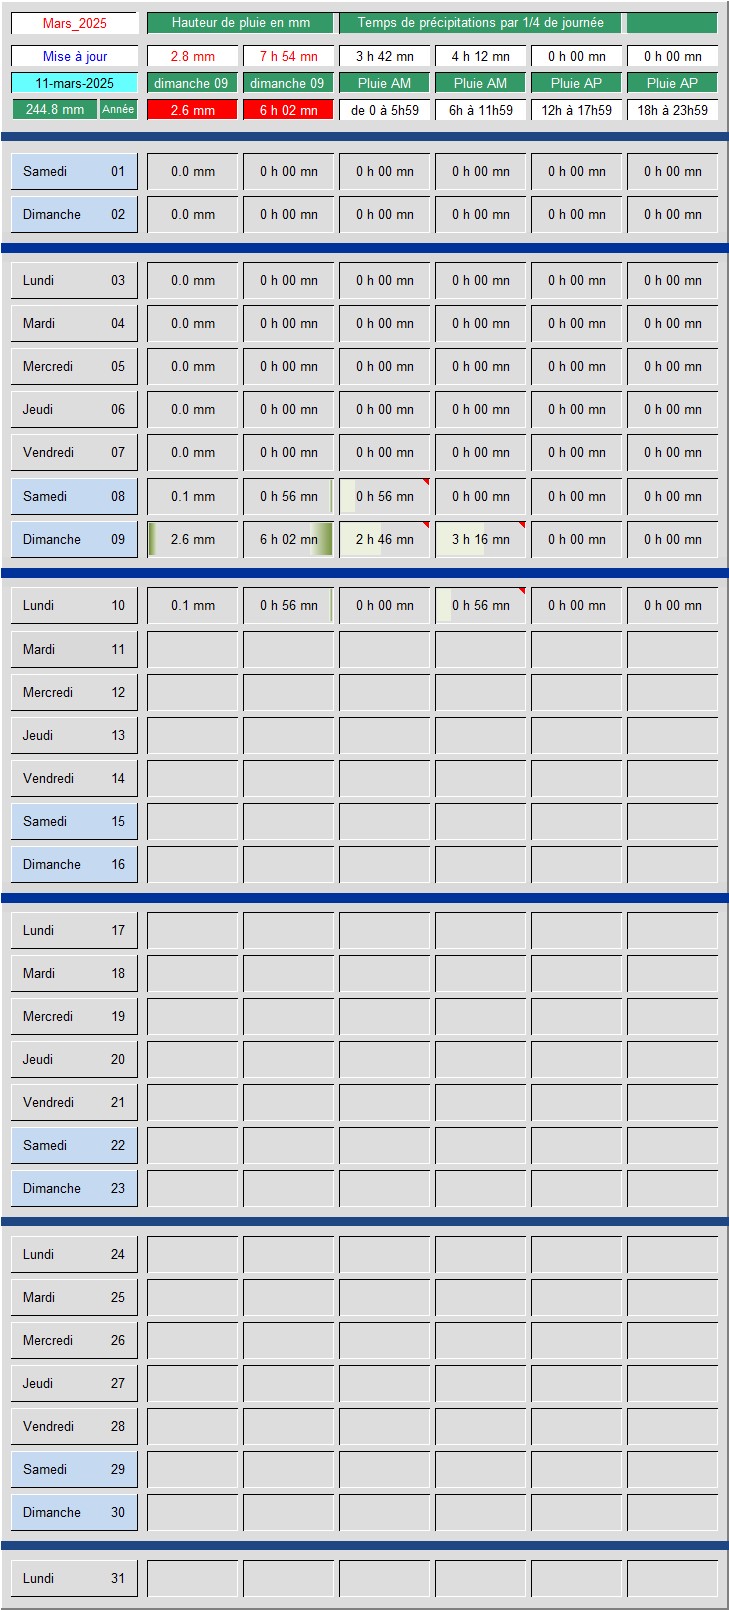 Mars_2025 Hauteur de pluie en mm Temps de précipitations par 1/4 de journée
Mise à jour 2.8 mm 7 h 54 mn 3 h 42 mn 4 h 12 mn 0 h 00 mn 0 h 00 mn
11-mars-2025 dimanche 09 dimanche 09 Pluie AM Pluie AM Pluie AP Pluie AP
244.8 mm Année 2.6 mm 6 h 02 mn de 0 à 5h59 6h à 11h59 12h à 17h59 18h à 23h59
Samedi 01 0.0 mm 0 h 00 mn 0 h 00 mn 0 h 00 mn 0 h 00 mn 0 h 00 mn
Dimanche 02 0.0 mm 0 h 00 mn 0 h 00 mn 0 h 00 mn 0 h 00 mn 0 h 00 mn
Lundi 03 0.0 mm 0 h 00 mn 0 h 00 mn 0 h 00 mn 0 h 00 mn 0 h 00 mn
Mardi 04 0.0 mm 0 h 00 mn 0 h 00 mn 0 h 00 mn 0 h 00 mn 0 h 00 mn
Mercredi 05 0.0 mm 0 h 00 mn 0 h 00 mn 0 h 00 mn 0 h 00 mn 0 h 00 mn
Jeudi 06 0.0 mm 0 h 00 mn 0 h 00 mn 0 h 00 mn 0 h 00 mn 0 h 00 mn
Vendredi 07 0.0 mm 0 h 00 mn 0 h 00 mn 0 h 00 mn 0 h 00 mn 0 h 00 mn
Samedi 08 0.1 mm 0 h 56 mn 0 h 56 mn 0 h 00 mn 0 h 00 mn 0 h 00 mn
Dimanche 09 2.6 mm 6 h 02 mn 2 h 46 mn 3 h 16 mn 0 h 00 mn 0 h 00 mn
Lundi 10 0.1 mm 0 h 56 mn 0 h 00 mn 0 h 56 mn 0 h 00 mn 0 h 00 mn
Mardi 11
Mercredi 12
Jeudi 13
Vendredi 14
Samedi 15
Dimanche 16
Lundi 17
Mardi 18
Mercredi 19
Jeudi 20
Vendredi 21
Samedi 22
Dimanche 23
Lundi 24
Mardi 25
Mercredi 26
Jeudi 27
Vendredi 28
Samedi 29
Dimanche 30
Lundi 31